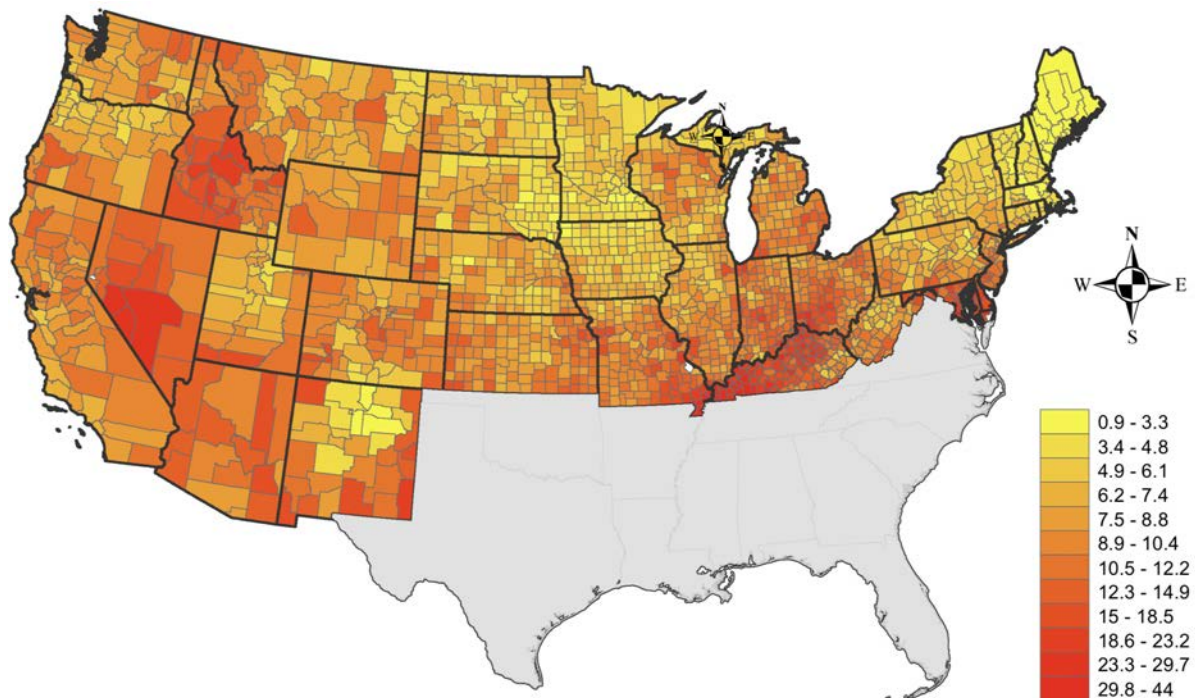 N
W E
N
W E
S
0.9 - 3.3
3.4 - 4.8
4.9 - 6.1
6.2 - 7.4
7.5 - 8.8
8.9 - 10.4
10.5 - 12.2
12.3 - 14.9
15 - 18.5
18.6 - 23.2
23.3 - 29.7
29.8 - 44